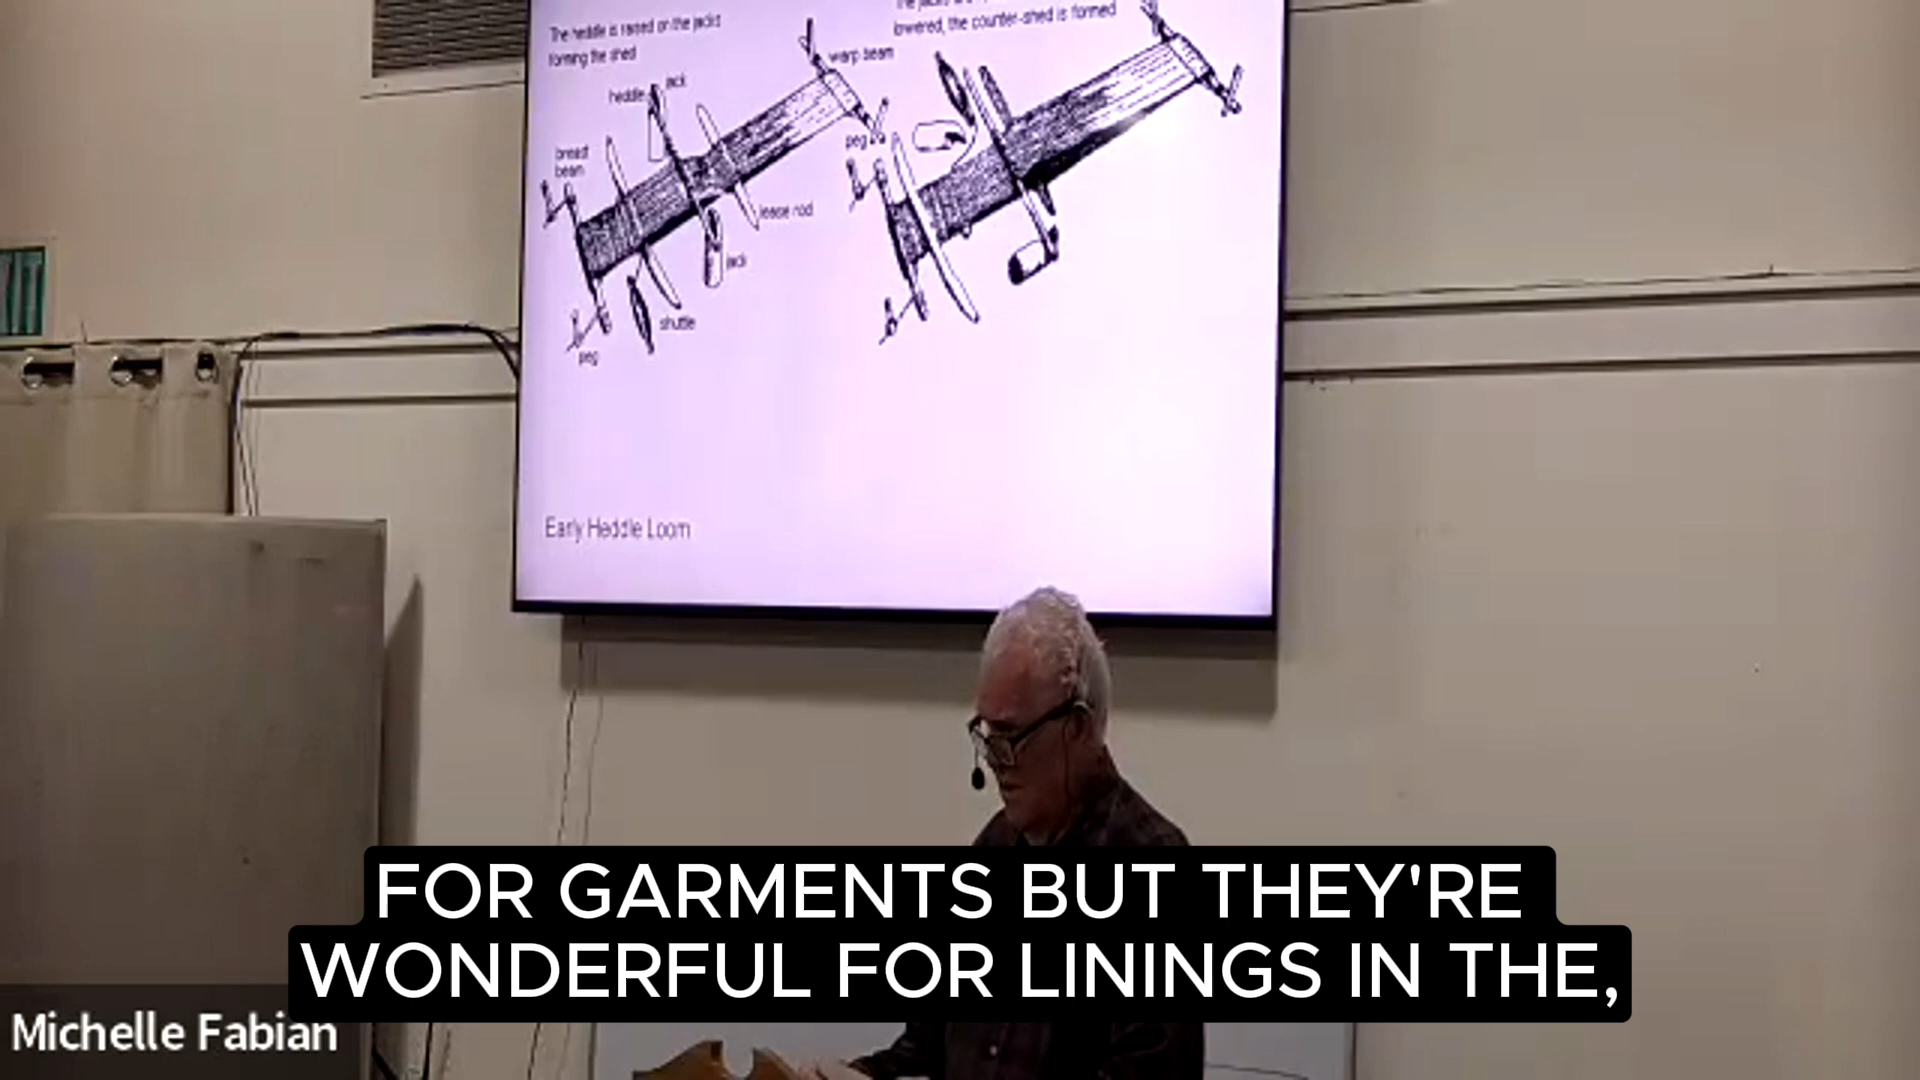 The heddle is raised on the jacks
forming the shed
lowered, the counter-shed is formed
warp beam
jack
heddle
breast
beam
peg
lease rod
jack
shuttle
peg
Early Heddle Loom
FOR GARMENTS BUT THEY'RE
WONDERFUL FOR LININGS IN THE,
Michelle Fabian